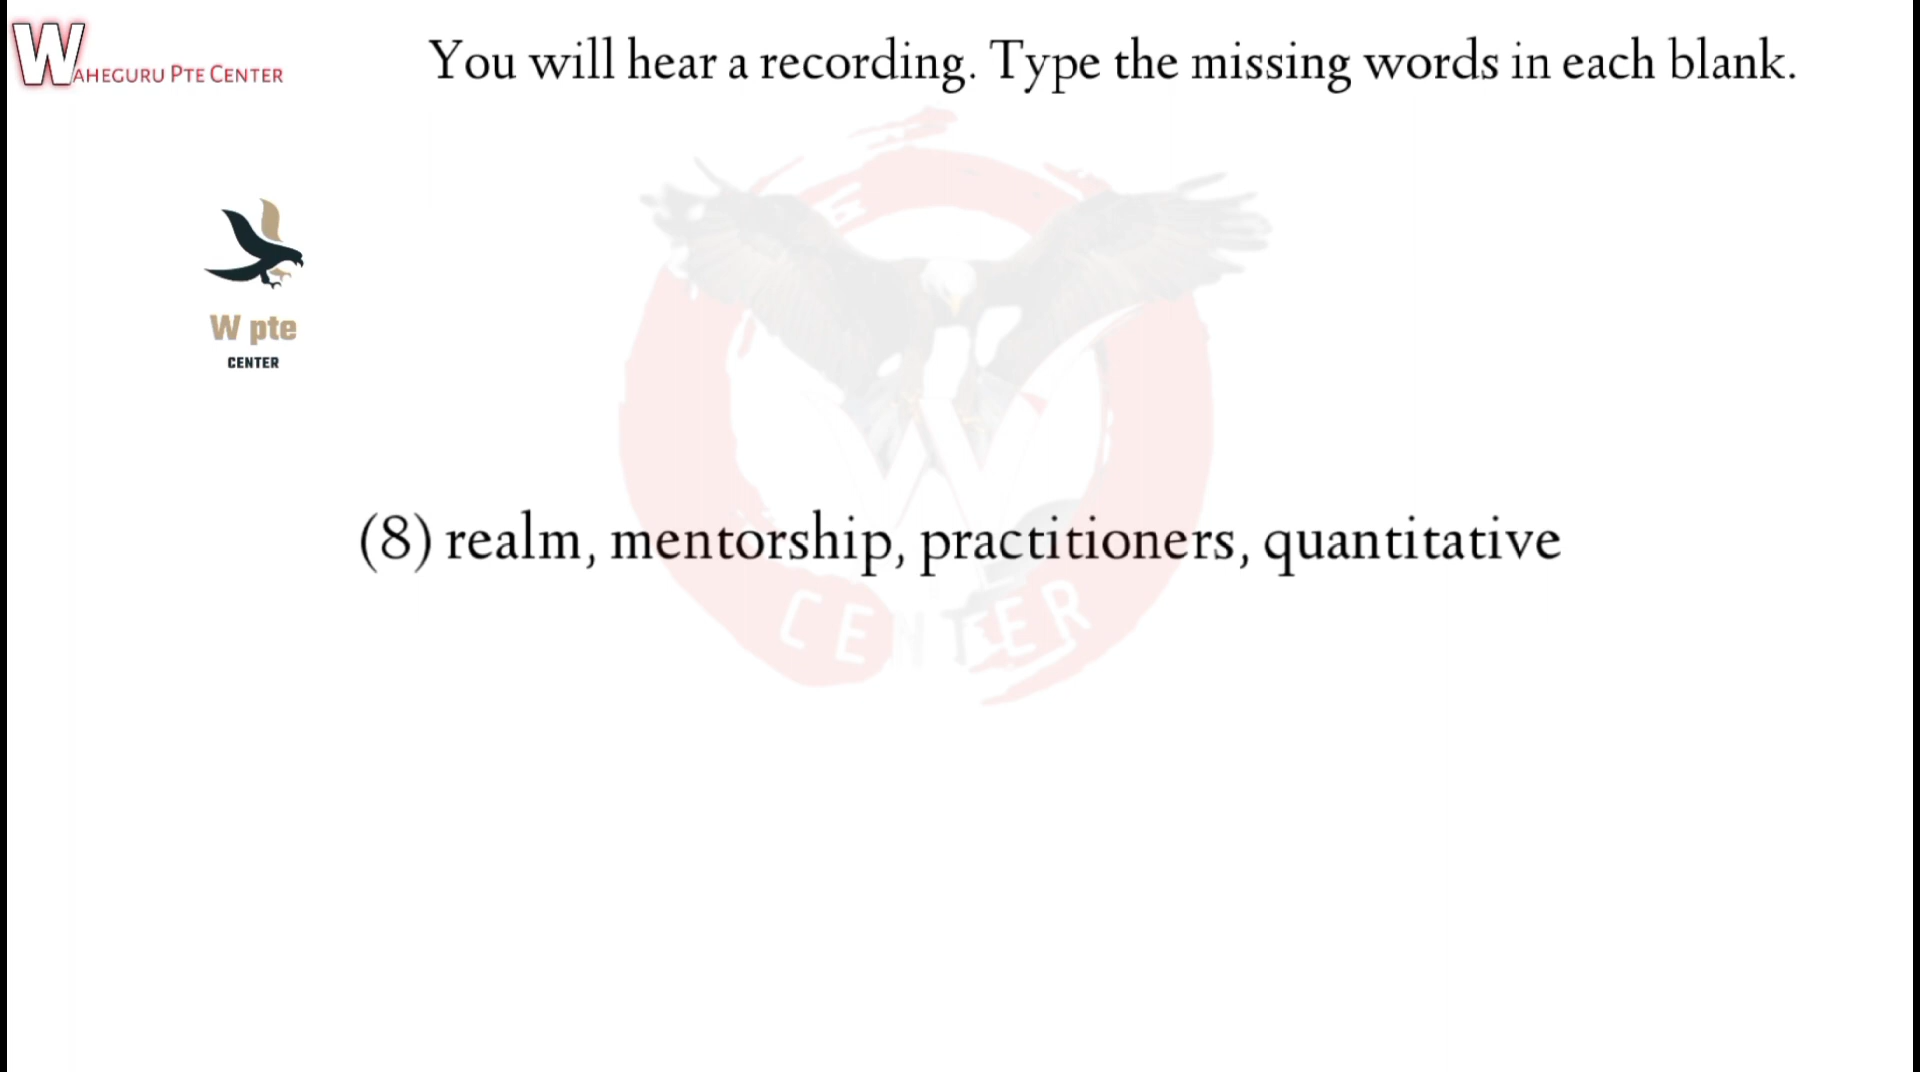 WAHEGURU PTE CENTER
You will hear a recording. Type the missing words in each blank.
W pte
CENTER
(8) realm, mentorship, practitioners, quantitative
CENTER